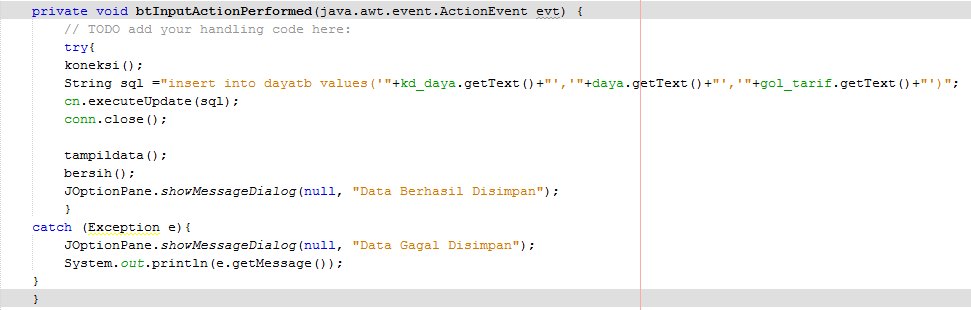 private void btInputActionPerformed(java.awt.event.ActionEvent evt) {
// TODO add your handling code here:
try{
koneksi();
String sql ="insert into dayatb values('"+kd_daya.getText()+"','"+daya.getText()+"','"+gol_tarif.getText()+"')";
cn.executeUpdate(sql);
conn.close();
tampildata();
bersih();
JOptionPane.showMessageDialog(null, "Data Berhasil Disimpan");
}
catch (Exception e){
JOptionPane.showMessageDialog(null, "Data Gagal Disimpan");
System.out.println(e.getMessage());
}
}